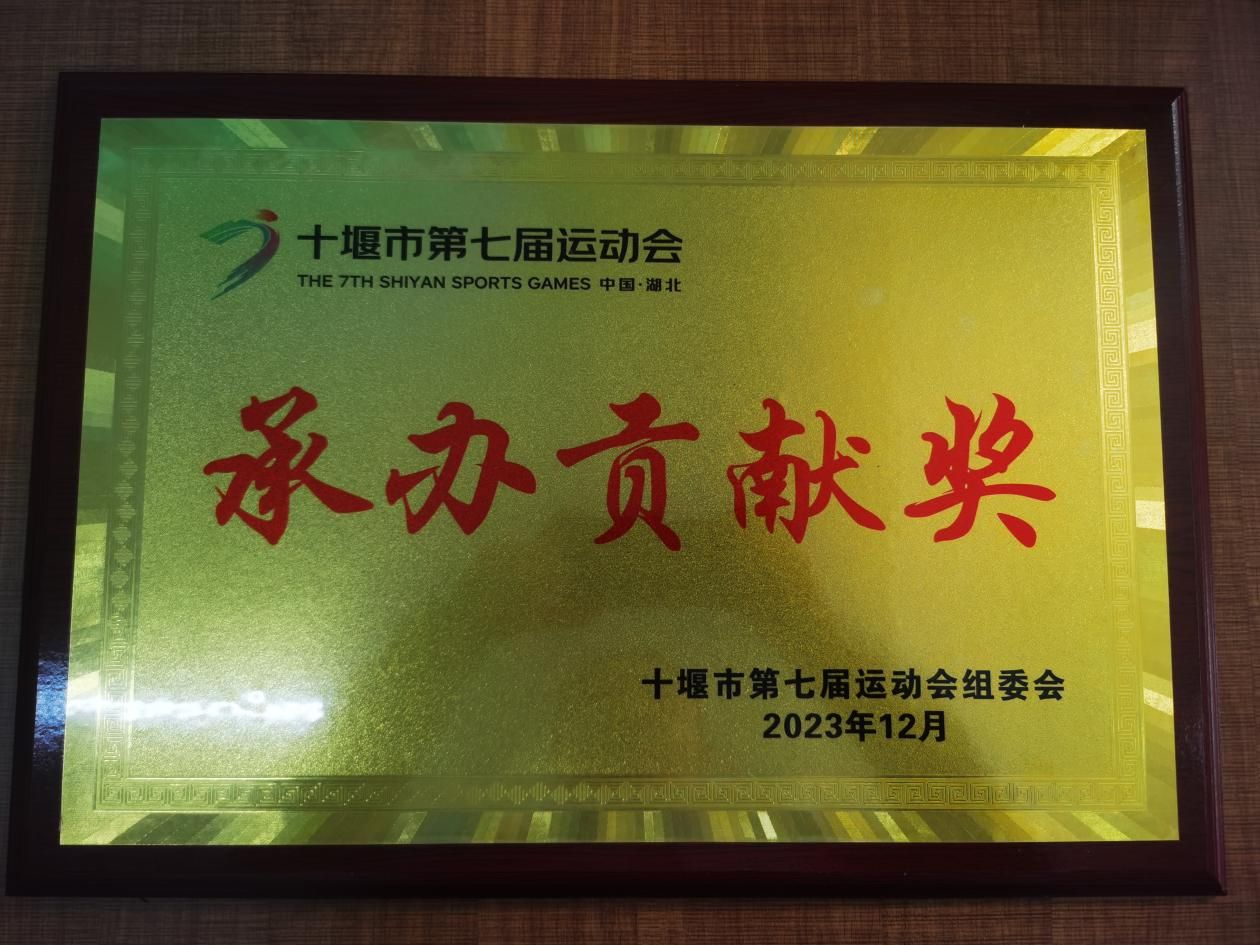 十堰市第七届运动会
THE 7TH SHIYAN SPORTS GAMES 中国·湖北
承办贡献奖
十堰市第七届运动会组委会
2023年12月